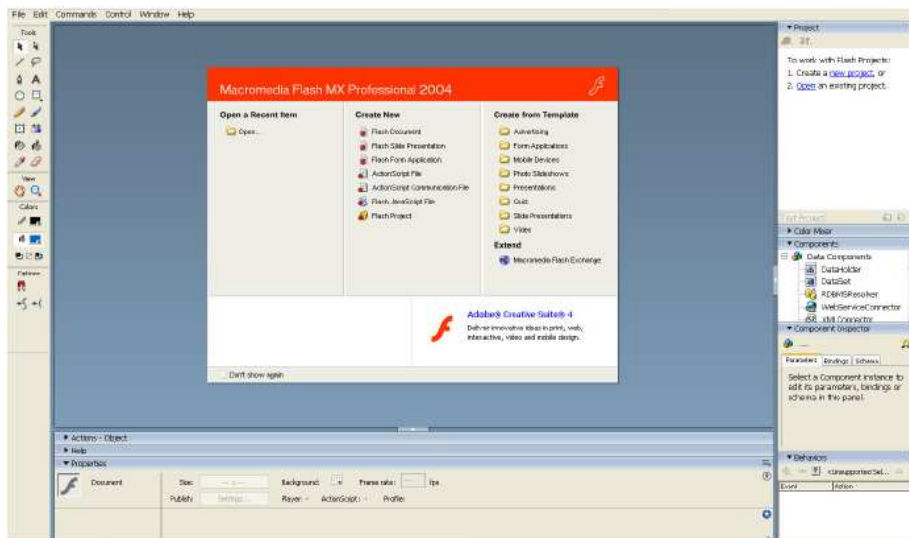 File Edit Commands Control Window Help
Tools
View
Colors
Options
Macromedia Flash MX Professional 2004
Open a Recent Item
Open...
Create New
Flash Document
Flash Slide Presentation
Flash Form Application
ActionScript File
ActionScript Communication File
Flash JavaScript File
Flash Project
Create from Template
Advertising
Form Applications
Mobile Devices
Photo Slideshows
Presentations
Quiz
Slide Presentations
Video
Extend
Macromedia Flash Exchange
Adobe® Creative Suite® 4
Deliver innovative ideas in print, web,
interactive, video and mobile design.
Don't show again
Actions - Object
Help
Properties
Document
Size:
Background:
Frame rate:
fps
Publish:
Settings...
Player:
ActionScript:
Profile:
Project
To work with Flash Projects:
1. Create a new project, or
2. Open an existing project.
Test Project
Color Mixer
Components
Data Components
DataHolder
DataSet
RDBMSResolver
WebServiceConnector
XMLConnector
Component Inspector
Parameters Bindings Schema
Select a Component instance to
edit its parameters, bindings or
schema in this panel.
Behaviors
<Unsupported Sel...
Event Action